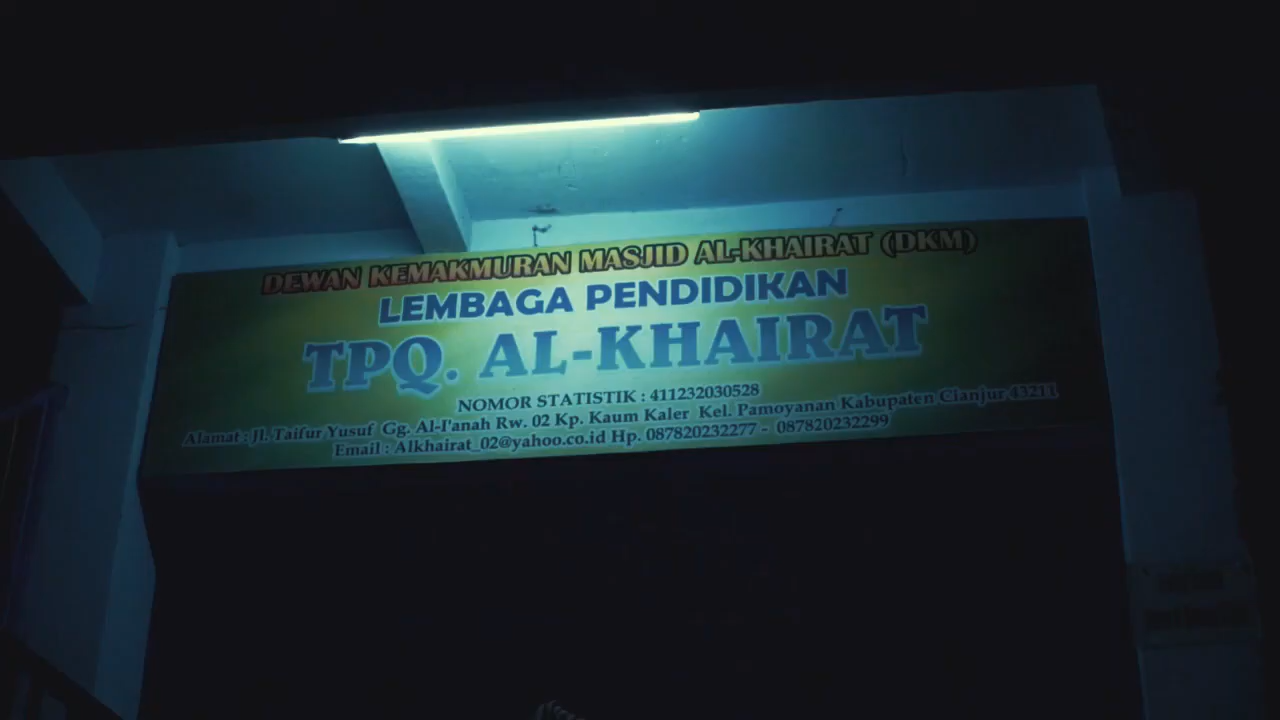 DEWAN KEMAKMURAN MASJID AL-KHAIRAT (DKM)
LEMBAGA PENDIDIKAN
TPQ. AL-KHAIRAT
NOMOR STATISTIK : 411232030528
Alamat : Jl. Taifur Yusuf Gg. Al-I'anah Rw. 02 Kp. Kaum Kaler Kel. Pamoyanan Kabupaten Cianjur 43211
Email : Alkhairat_02@yahoo.co.id Hp. 087820232277 - 087820232299